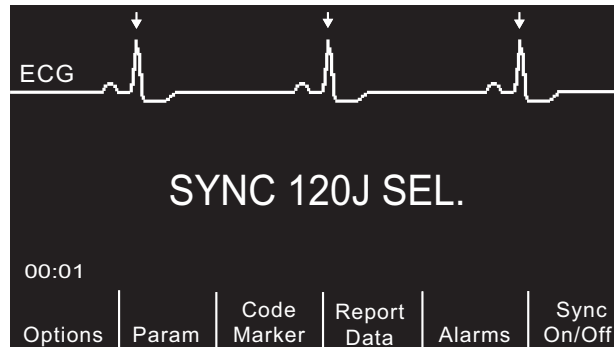 ECG
SYNC 120J SEL.
00:01
Options
Param
Code
Marker
Report
Data
Alarms
Sync
On/Off